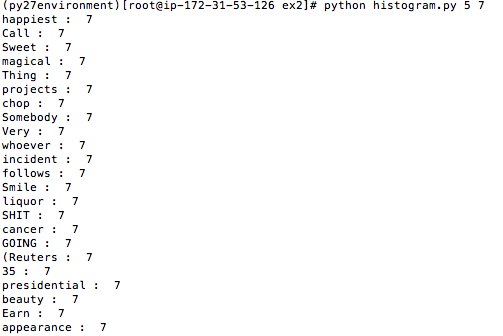 (py27environment)[root@ip-172-31-53-126 ex2]# python histogram.py 5 7
happiest :  7
Call :  7
Sweet :  7
magical :  7
Thing :  7
projects :  7
chop :  7
Somebody :  7
Very :  7
whoever :  7
incident :  7
follows :  7
Smile :  7
liquor :  7
SHIT :  7
cancer :  7
GOING :  7
(Reuters :  7
35 :  7
presidential :  7
beauty :  7
Earn :  7
appearance :  7